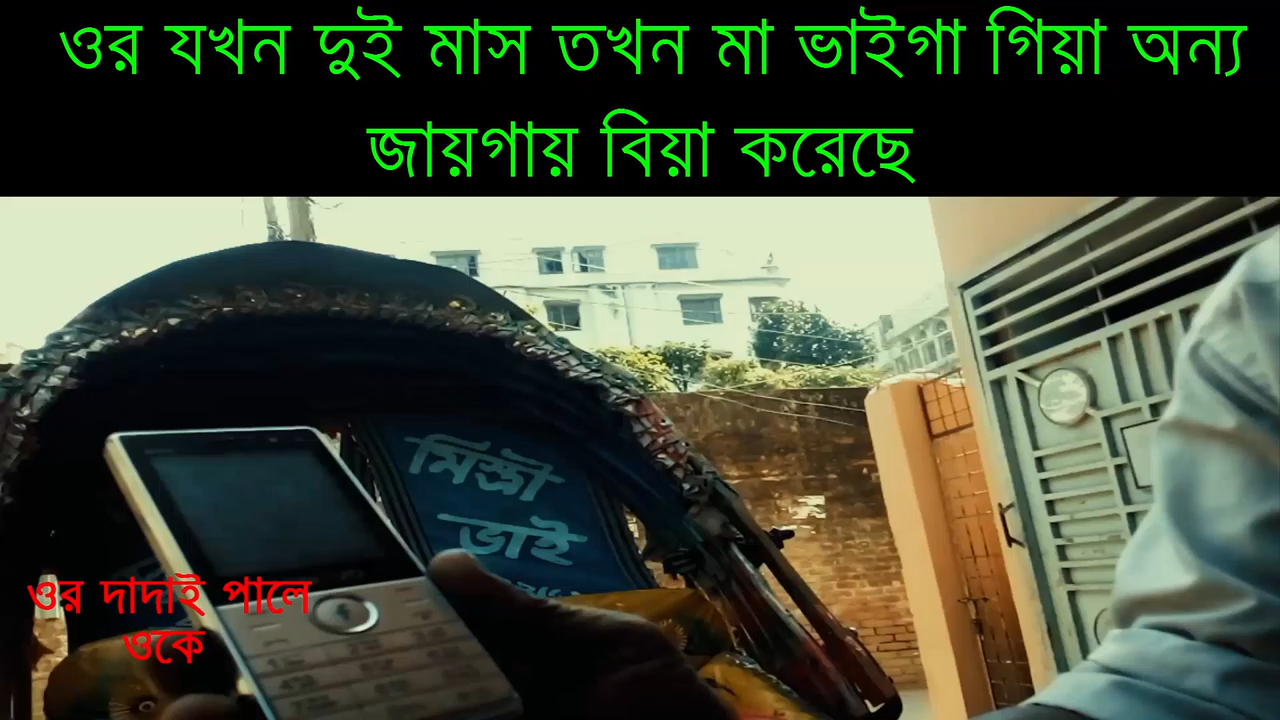 ওর যখন দুই মাস তখন মা ভাইগা গিয়া অন্য
জায়গায় বিয়া করেছে
মিস্ত্রী
ভাই
ওর দাদাই পালে
ওকে